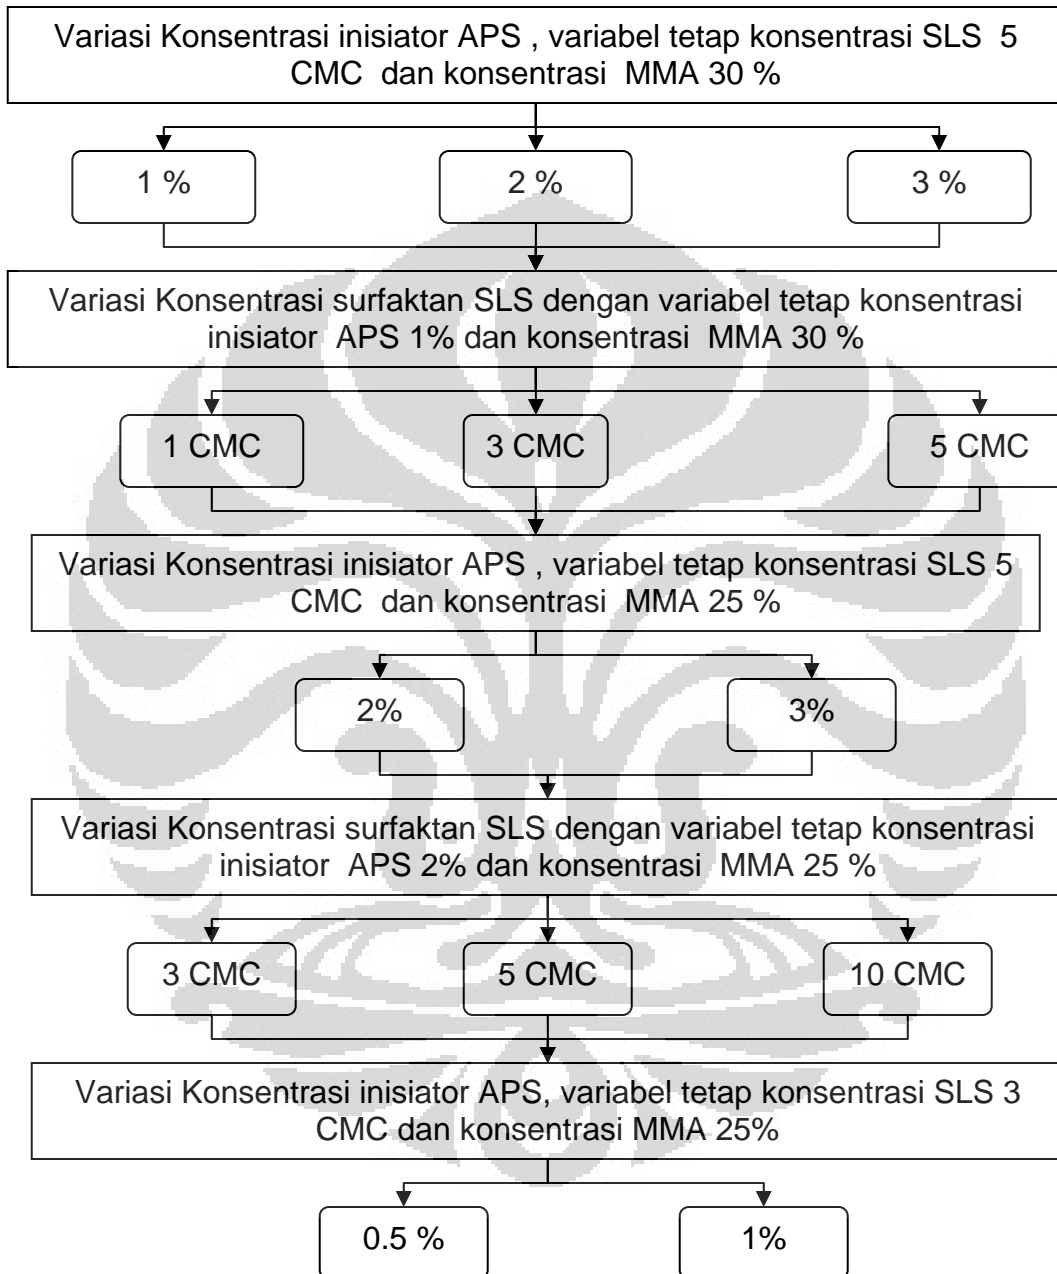 Variasi Konsentrasi inisiator APS , variabel tetap konsentrasi SLS 5
CMC dan konsentrasi MMA 30 %
1 %
2 %
3 %
Variasi Konsentrasi surfaktan SLS dengan variabel tetap konsentrasi
inisiator APS 1% dan konsentrasi MMA 30 %
1 CMC
3 CMC
5 CMC
Variasi Konsentrasi inisiator APS , variabel tetap konsentrasi SLS 5
CMC dan konsentrasi MMA 25 %
2%
3%
Variasi Konsentrasi surfaktan SLS dengan variabel tetap konsentrasi
inisiator APS 2% dan konsentrasi MMA 25 %
3 CMC
5 CMC
10 CMC
Variasi Konsentrasi inisiator APS, variabel tetap konsentrasi SLS 3
CMC dan konsentrasi MMA 25%
0.5 %
1%